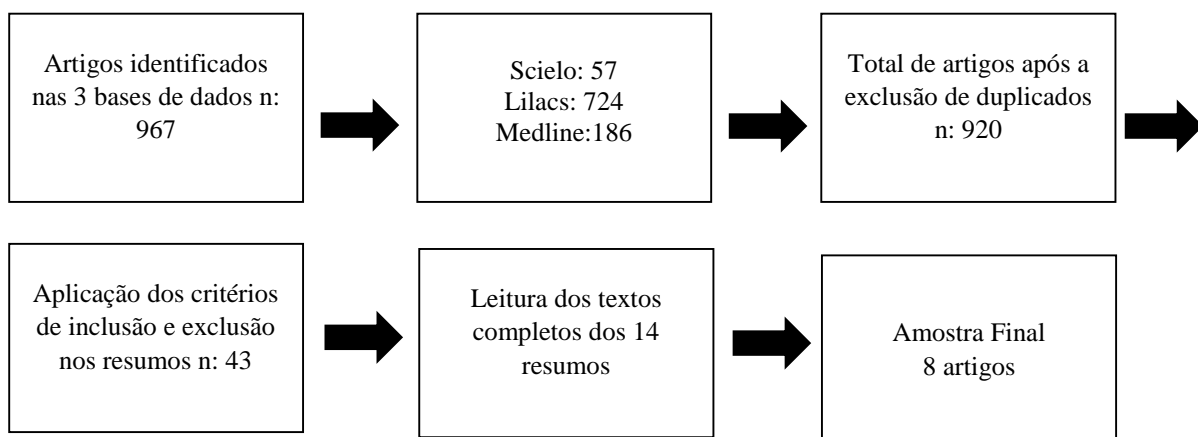 Artigos identificados
nas 3 bases de dados n:
967
Scielo: 57
Lilacs: 724
Medline:186
Total de artigos após a
exclusão de duplicados
n: 920
Aplicação dos critérios
de inclusão e exclusão
nos resumos n: 43
Leitura dos textos
completos dos 14
resumos
Amostra Final
8 artigos